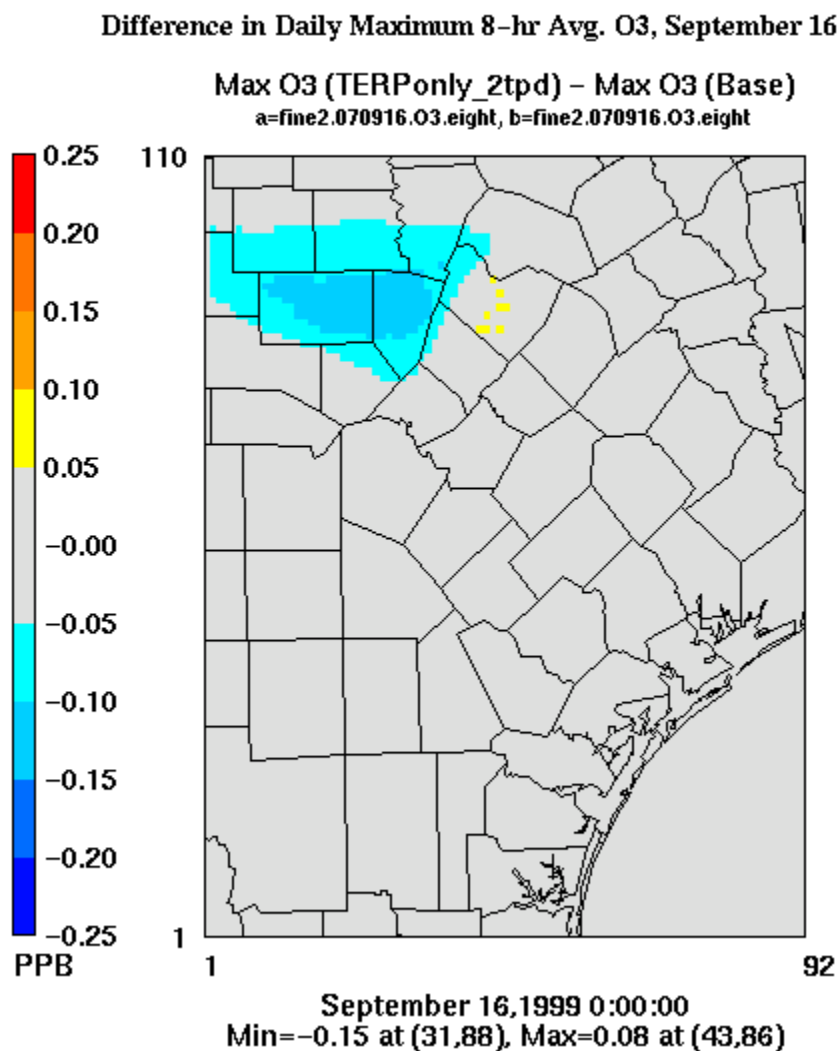 Difference in Daily Maximum 8-hr Avg. O3, September 16
Max O3 (TERPonly_2tpd) - Max O3 (Base)
a=fine2.070916.O3.eight, b=fine2.070916.O3.eight
0.25
0.20
0.15
0.10
0.05
-0.00
-0.05
-0.10
-0.15
-0.20
-0.25
PPB
110
1
1
92
September 16,1999 0:00:00
Min=-0.15 at (31,88), Max=0.08 at (43,86)